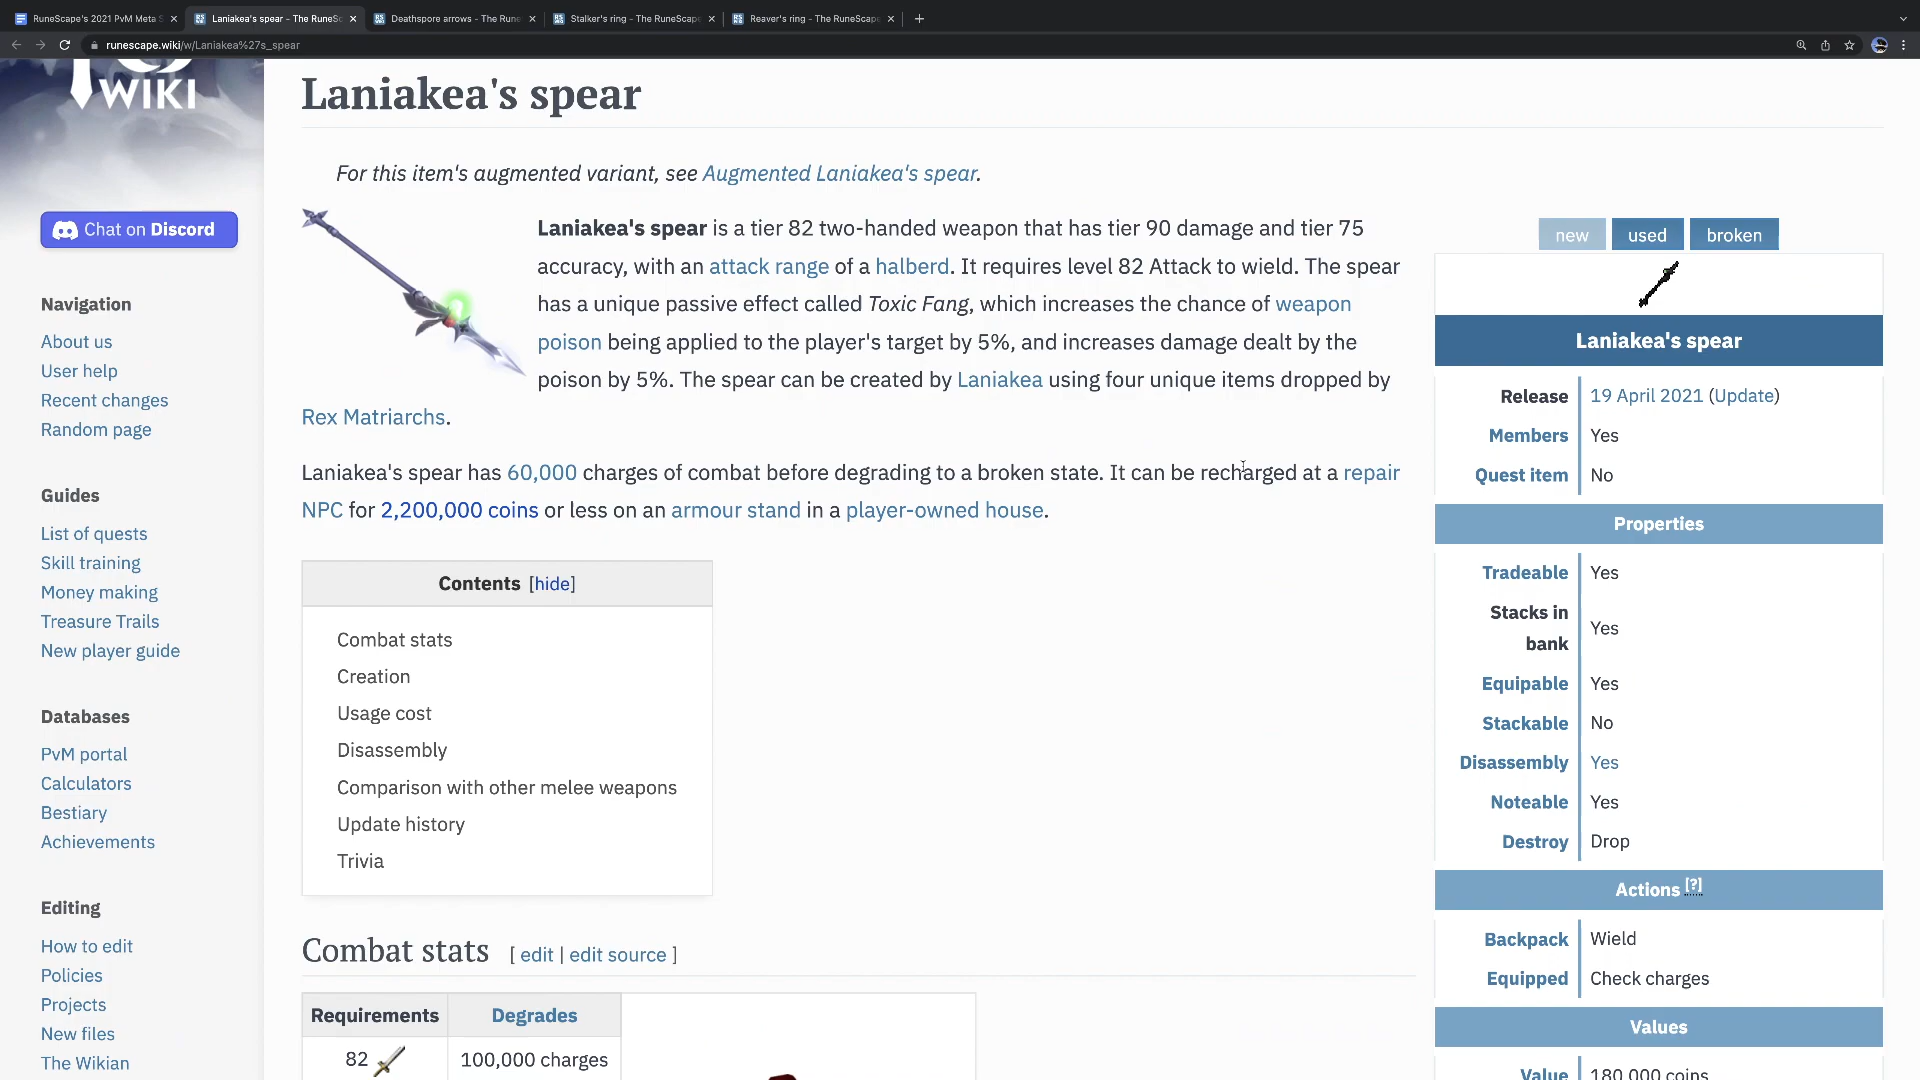 RuneScape's 2021 PvM Meta S
Laniakea's spear - The RuneSc
Deathspore arrows - The Rune
Stalker's ring - The RuneScape
Reaver's ring - The RuneScape
runescape.wiki/w/Laniakea%27s_spear
WIKI
Chat on Discord
Navigation
About us
User help
Recent changes
Random page
Guides
List of quests
Skill training
Money making
Treasure Trails
New player guide
Databases
PvM portal
Calculators
Bestiary
Achievements
Editing
How to edit
Policies
Projects
New files
The Wikian
Laniakea's spear
For this item's augmented variant, see Augmented Laniakea's spear.
Laniakea's spear is a tier 82 two-handed weapon that has tier 90 damage and tier 75
accuracy, with an attack range of a halberd. It requires level 82 Attack to wield. The spear
has a unique passive effect called Toxic Fang, which increases the chance of weapon
poison being applied to the player's target by 5%, and increases damage dealt by the
poison by 5%. The spear can be created by Laniakea using four unique items dropped by
Rex Matriarchs.
Laniakea's spear has 60,000 charges of combat before degrading to a broken state. It can be recharged at a repair
NPC for 2,200,000 coins or less on an armour stand in a player-owned house.
Contents [hide]
Combat stats
Creation
Usage cost
Disassembly
Comparison with other melee weapons
Update history
Trivia
Combat stats [ edit | edit source ]
Requirements Degrades
82 100,000 charges
new used broken
Laniakea's spear
Release 19 April 2021 (Update)
Members Yes
Quest item No
Properties
Tradeable Yes
Stacks in
bank Yes
Equipable Yes
Stackable No
Disassembly Yes
Noteable Yes
Destroy Drop
Actions [?]
Backpack Wield
Equipped Check charges
Values
Value 180,000 coins